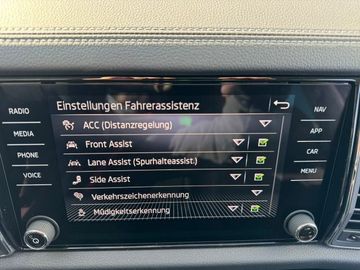 Einstellungen Fahrerassistenz
RADIO
MEDIA
PHONE
VOICE
ACC (Distanzregelung)
Front Assist
Lane Assist (Spurhalteassist.)
Side Assist
Verkehrszeichenerkennung
Müdigkeitserkennung
NAV
APP
CAR
MENU